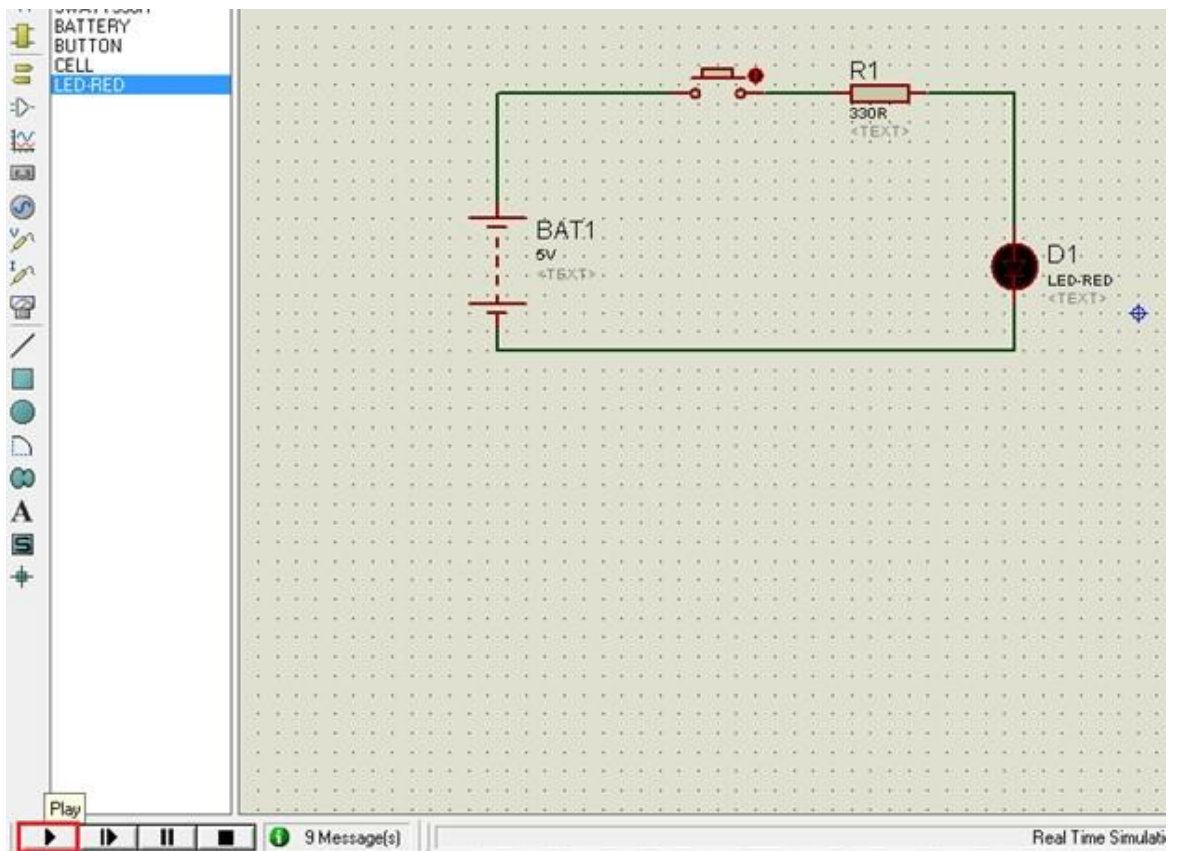 BATTERY
BUTTON
CELL
LED-RED
R1
330R
<TEXT>
BAT1
5V
<TEXT>
D1
LED-RED
<TEXT>
A
S
Play
9 Message(s)
Real Time Simulati